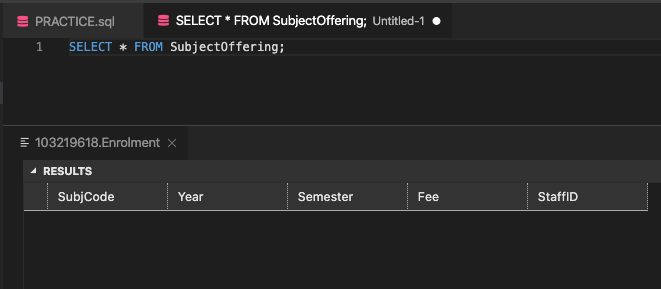 PRACTICE.sql
SELECT * FROM SubjectOffering; Untitled-1
1 SELECT * FROM SubjectOffering;
103219618.Enrolment
RESULTS
SubjCode Year Semester Fee StaffID